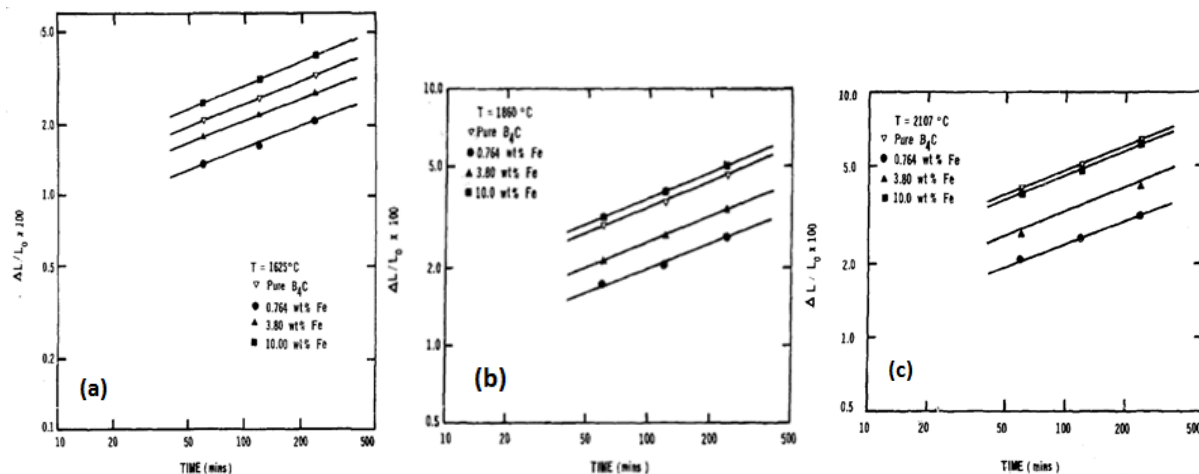 5.0
2.0
1.0
0.5
0.2
0.1
ΔL/L₀ x 100
T = 1625°C
▽ Pure B₄C
● 0.764 wt% Fe
▲ 3.80 wt% Fe
■ 10.00 wt% Fe
(a)
10 20 50 100 200 500
TIME (mins)
10.0
5.0
2.0
1.0
0.5
ΔL/L₀ x 100
T = 1860 °C
▽ Pure B₄C
● 0.764 wt% Fe
▲ 3.80 wt% Fe
■ 10.0 wt% Fe
(b)
10 20 50 100 200 500
TIME (mins)
10.0
5.0
2.0
1.0
0.5
ΔL/L₀ x 100
T = 2107 °C
▽ Pure B₄C
● 0.764 wt% Fe
▲ 3.80 wt% Fe
■ 10.0 wt% Fe
(c)
10 20 50 100 200 500
TIME (mins)